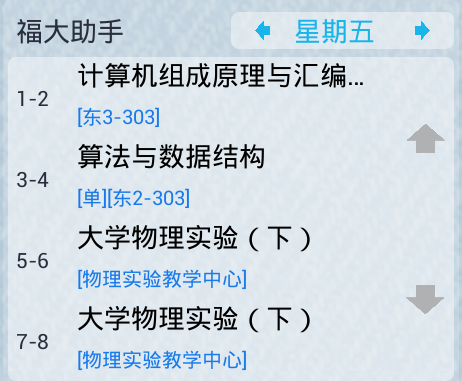 福大助手
星期五
1-2
计算机组成原理与汇编...
[东3-303]
3-4
算法与数据结构
[单][东2-303]
5-6
大学物理实验（下）
[物理实验教学中心]
7-8
大学物理实验（下）
[物理实验教学中心]